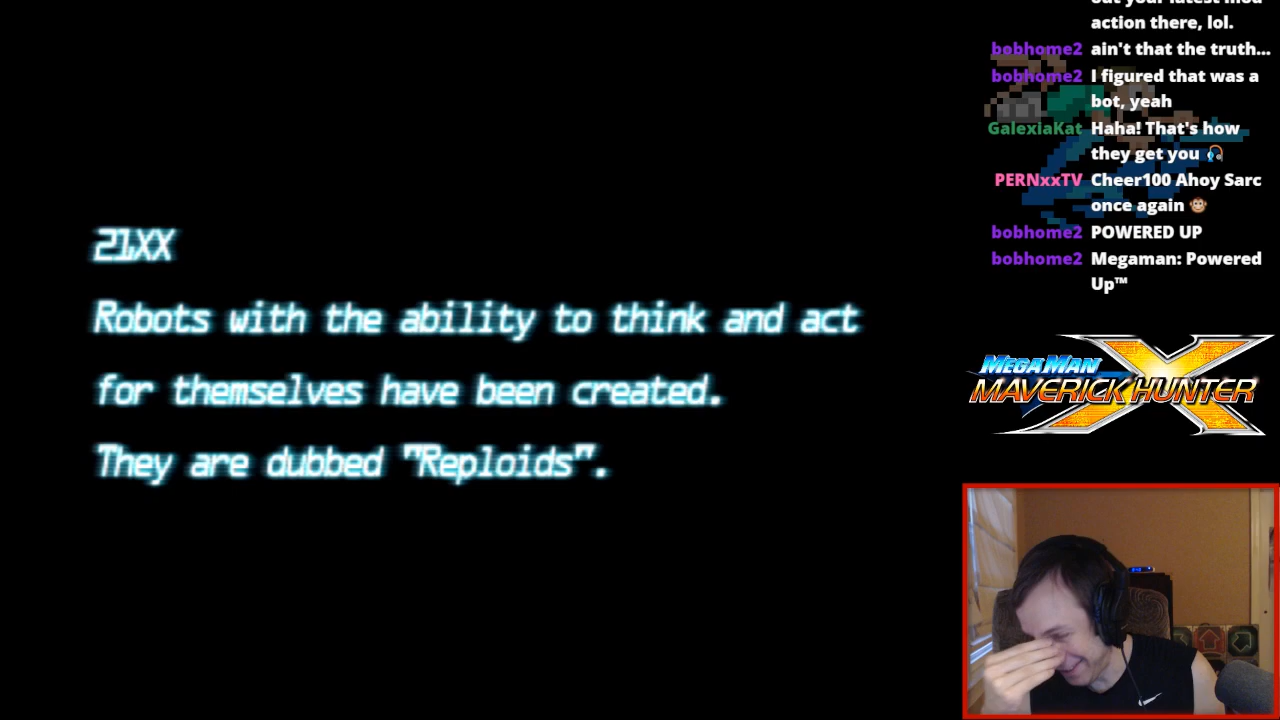 21XX
Robots with the ability to think and act
for themselves have been created.
They are dubbed "Reploids".
action there, lol.
bobhome2 ain't that the truth...
bobhome2 I figured that was a
bot, yeah
GalexiaKat Haha! That's how
they get you
PERNxxTV Cheer100 Ahoy Sarc
once again
bobhome2 POWERED UP
bobhome2 Megaman: Powered
Up™
MEGA MAN
MAVERICK HUNTER X